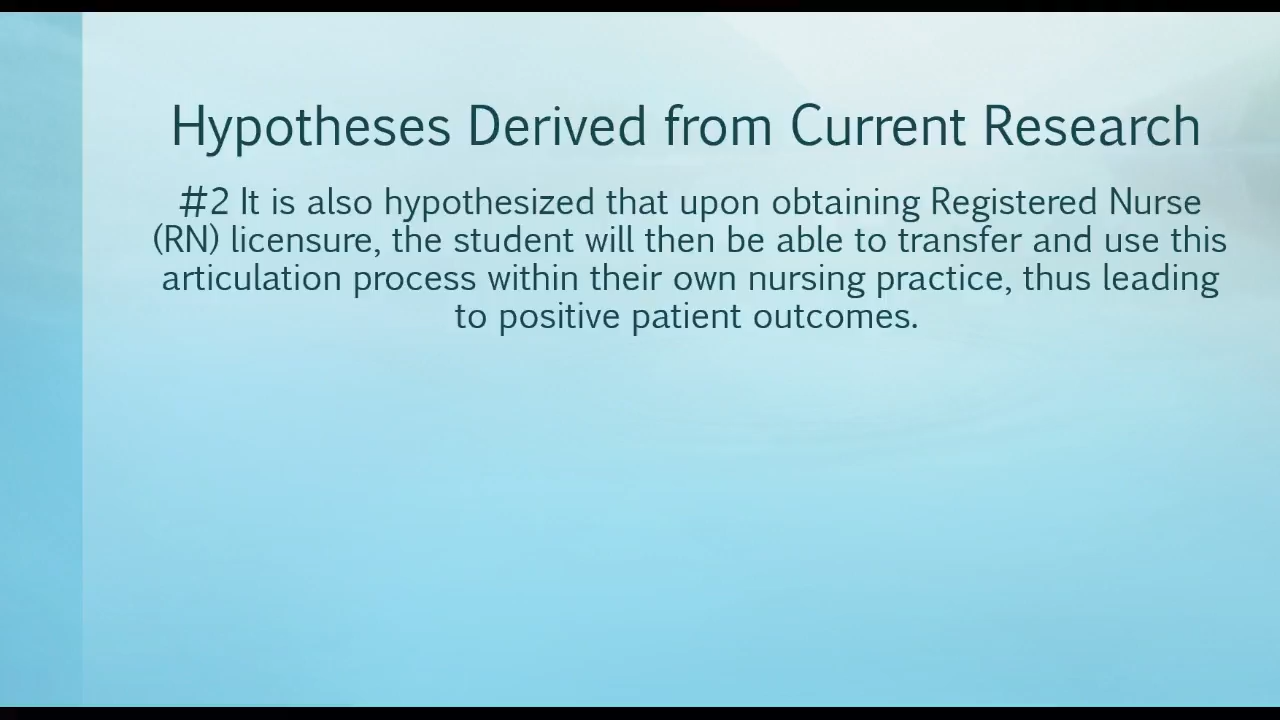 Hypotheses Derived from Current Research
#2 It is also hypothesized that upon obtaining Registered Nurse
(RN) licensure, the student will then be able to transfer and use this
articulation process within their own nursing practice, thus leading
to positive patient outcomes.